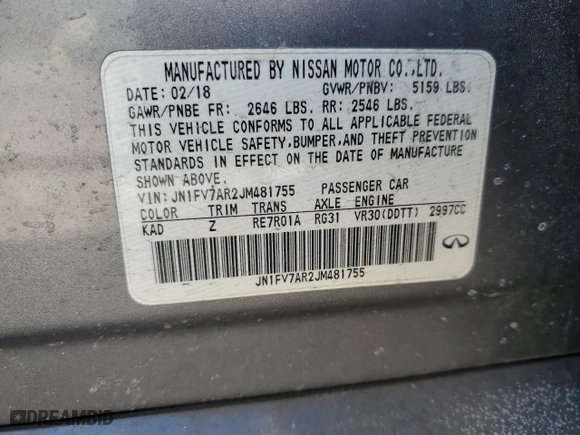 MANUFACTURED BY NISSAN MOTOR CO.,LTD.
DATE: 02/18 GVWR/PNBV: 5159 LBS.
GAWR/PNBE FR: 2646 LBS. RR: 2546 LBS.
THIS VEHICLE CONFORMS TO ALL APPLICABLE FEDERAL
MOTOR VEHICLE SAFETY,BUMPER,AND THEFT PREVENTION
STANDARDS IN EFFECT ON THE DATE OF MANUFACTURE
SHOWN ABOVE.
VIN: JN1FV7AR2JM481755 PASSENGER CAR
COLOR TRIM TRANS AXLE ENGINE
KAD Z RE7R01A RG31 VR30(DDTT) 2997CC
JN1FV7AR2JM481755
DREAMBID